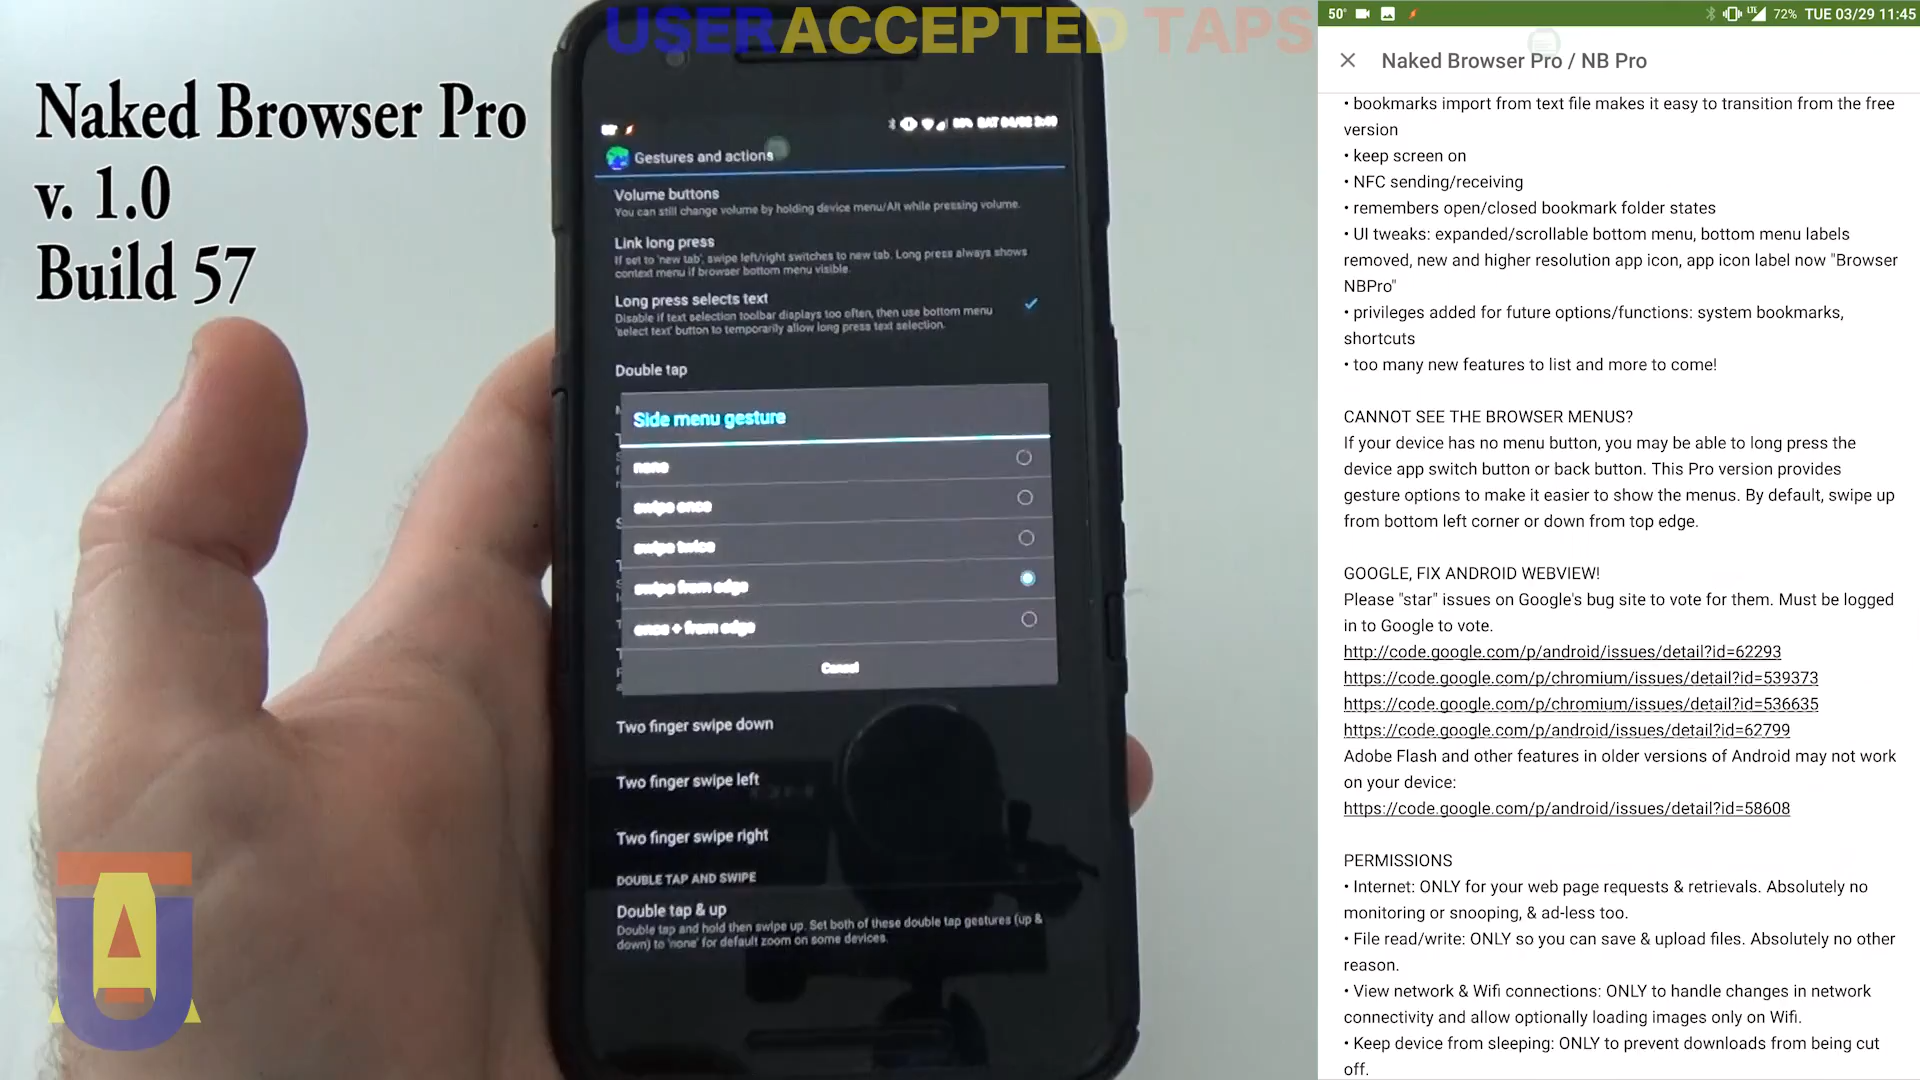 USERACCEPTED TAPS
Naked Browser Pro
v. 1.0
Build 57
Gestures and actions
Volume buttons
You can still change volume by holding device menu/Alt while pressing volume.
Link long press
If set to 'new tab', swipe left/right switches to new tab. Long press always shows
context menu if browser bottom menu visible.
Long press selects text
Disable if text selection toolbar displays too often, then use bottom menu
'select text' button to temporarily allow long press text selection.
Double tap
Side menu gesture
none
swipe once
swipe twice
swipe from edge
once + from edge
Cancel
Two finger swipe down
Two finger swipe left
Two finger swipe right
DOUBLE TAP AND SWIPE
Double tap & up
Double tap and hold then swipe up. Set both of these double tap gestures (up &
down) to 'none' for default zoom on some devices.
50° LTE 72% TUE 03/29 11:45
Naked Browser Pro / NB Pro
• bookmarks import from text file makes it easy to transition from the free
version
• keep screen on
• NFC sending/receiving
• remembers open/closed bookmark folder states
• UI tweaks: expanded/scrollable bottom menu, bottom menu labels
removed, new and higher resolution app icon, app icon label now "Browser
NBPro"
• privileges added for future options/functions: system bookmarks,
shortcuts
• too many new features to list and more to come!
CANNOT SEE THE BROWSER MENUS?
If your device has no menu button, you may be able to long press the
device app switch button or back button. This Pro version provides
gesture options to make it easier to show the menus. By default, swipe up
from bottom left corner or down from top edge.
GOOGLE, FIX ANDROID WEBVIEW!
Please "star" issues on Google's bug site to vote for them. Must be logged
in to Google to vote.
http://code.google.com/p/android/issues/detail?id=62293
https://code.google.com/p/chromium/issues/detail?id=539373
https://code.google.com/p/chromium/issues/detail?id=536635
https://code.google.com/p/android/issues/detail?id=62799
Adobe Flash and other features in older versions of Android may not work
on your device:
https://code.google.com/p/android/issues/detail?id=58608
PERMISSIONS
• Internet: ONLY for your web page requests & retrievals. Absolutely no
monitoring or snooping, & ad-less too.
• File read/write: ONLY so you can save & upload files. Absolutely no other
reason.
• View network & Wifi connections: ONLY to handle changes in network
connectivity and allow optionally loading images only on Wifi.
• Keep device from sleeping: ONLY to prevent downloads from being cut
off.